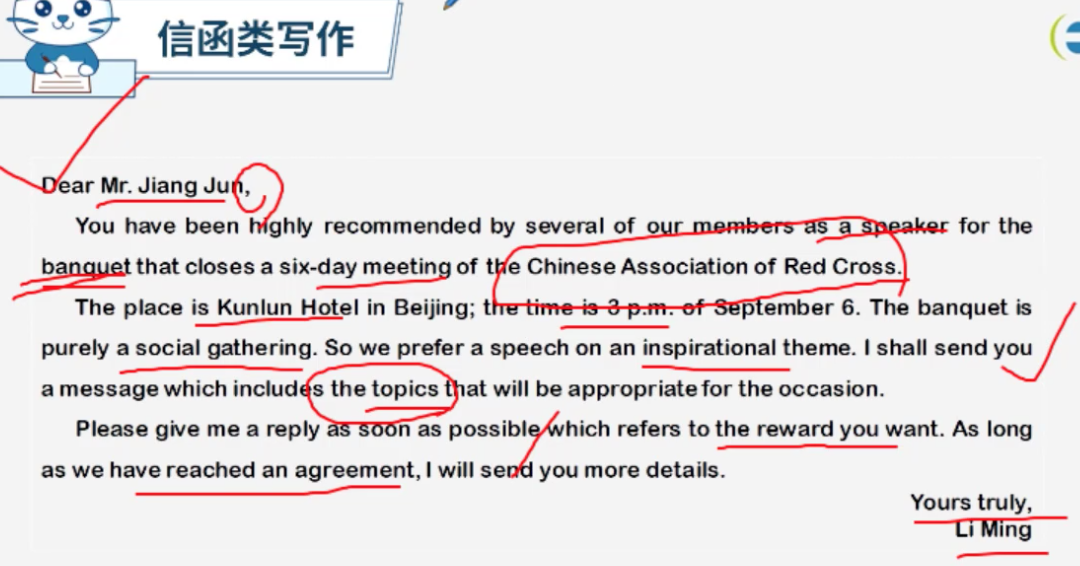 信函类写作
Dear Mr. Jiang Jun,
You have been highly recommended by several of our members as a speaker for the
banquet that closes a six-day meeting of the Chinese Association of Red Cross.
The place is Kunlun Hotel in Beijing; the time is 3 p.m. of September 6. The banquet is
purely a social gathering. So we prefer a speech on an inspirational theme. I shall send you
a message which includes the topics that will be appropriate for the occasion.
Please give me a reply as soon as possible which refers to the reward you want. As long
as we have reached an agreement, I will send you more details.
Yours truly,
Li Ming